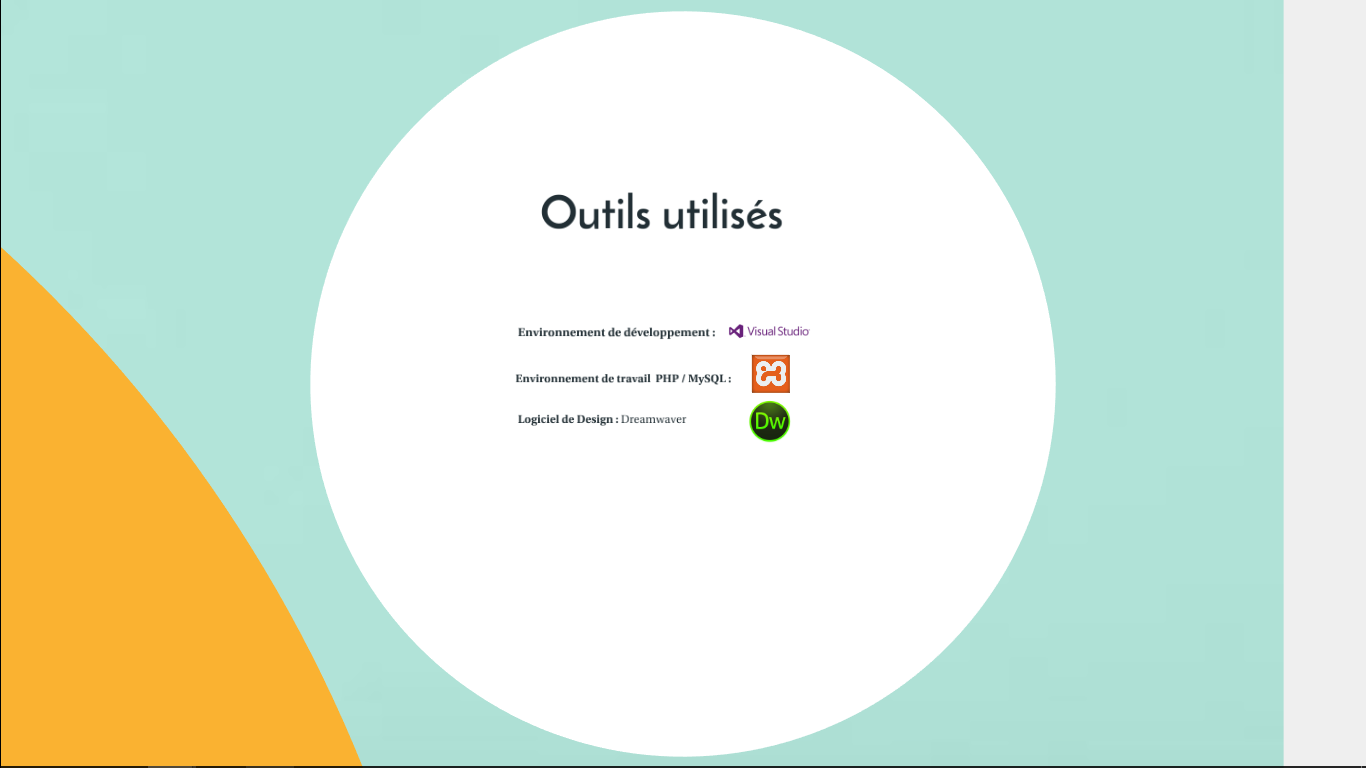 Outils utilisés
Environnement de développement : Visual Studio
Environnement de travail PHP / MySQL :
Logiciel de Design : Dreamwaver Dw